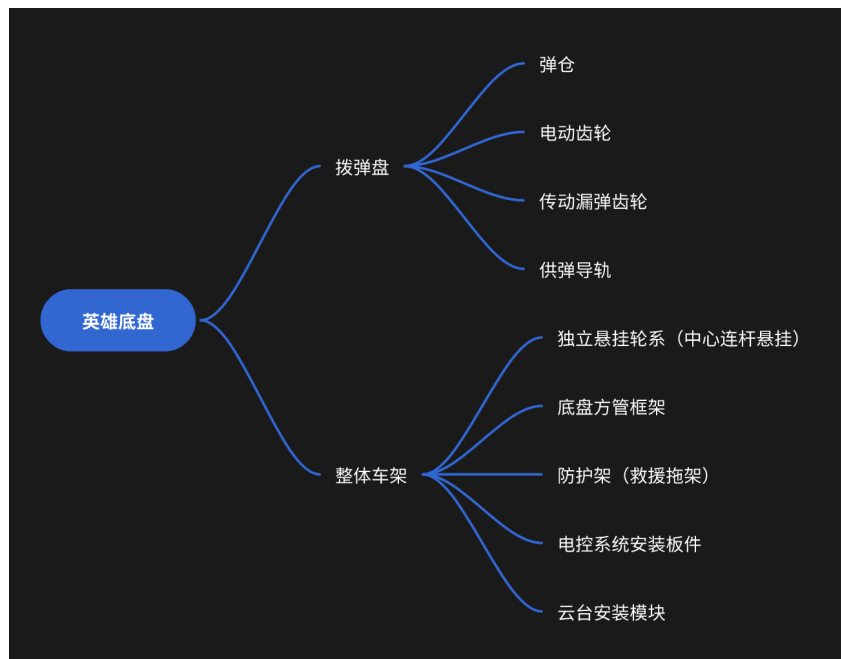 英雄底盘
拨弹盘
弹仓
电动齿轮
传动漏弹齿轮
供弹导轨
整体车架
独立悬挂轮系（中心连杆悬挂）
底盘方管框架
防护架（救援拖架）
电控系统安装板件
云台安装模块